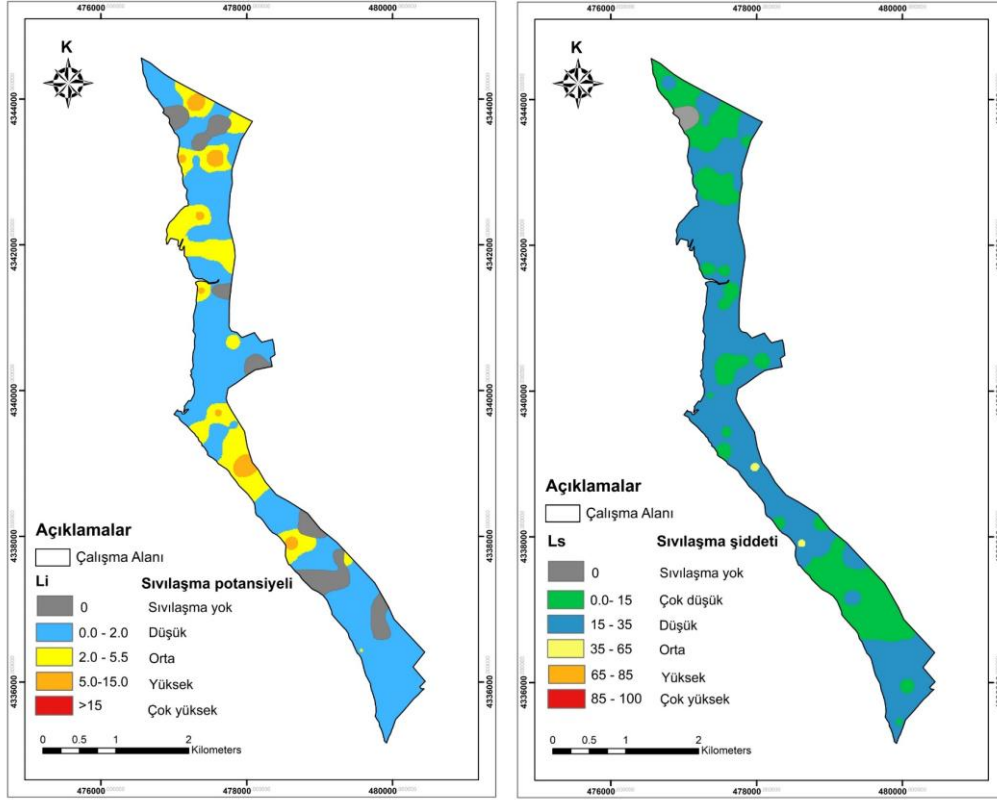 476000 478000 480000
K
4344000
4342000
4340000
4338000
4336000
Açıklamalar
Çalışma Alanı
Li Sıvılaşma potansiyeli
0 Sıvılaşma yok
0.0 - 2.0 Düşük
2.0 - 5.5 Orta
5.0-15.0 Yüksek
>15 Çok yüksek
0 0.5 1 2
Kilometers
476000 478000 480000
476000 478000 480000
K
4344000
4342000
4340000
4338000
4336000
Açıklamalar
Çalışma Alanı
Ls Sıvılaşma şiddeti
0 Sıvılaşma yok
0.0- 15 Çok düşük
15 - 35 Düşük
35 - 65 Orta
65 - 85 Yüksek
85 - 100 Çok yüksek
0 0.5 1 2
Kilometers
476000 478000 480000